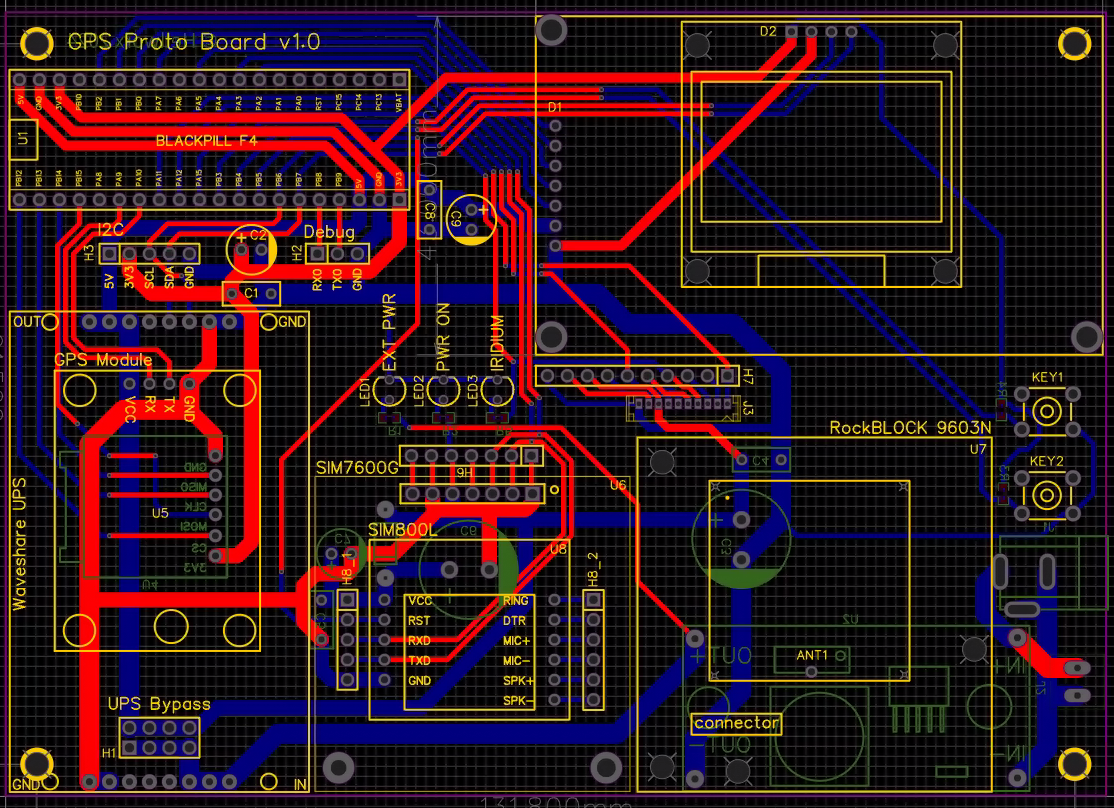 GPS Proto Board v1.0
D2
5V GND 3V3 PB10 PB2 PB1 PB0 PA7 PA6 PA5 PA4 PA3 PA2 PA1 PA0 RST PC15 PC14 PC13 VBAT
D1
U1
BLACKPILL F4
PB12 PB13 PB14 PB15 PA8 PA9 PA10 PA11 PA12 PA15 PB3 PB4 PB5 PB6 PB7 PB8 PB9 5V GND 3V3
C8
C9
I2C
C2
Debug
H3
H2
5V 3V3 SCL SDA GND
RX0 TX0 GND
C1
OUT
GND
EXT PWR
PWR ON
IRIDIUM
GPS Module
LED1
LED2
LED3
H7
J3
KEY1
R4
VCC RX TX GND
R1
RockBLOCK 9603N
U7
KEY2
R3
SIM7600G
H6
U6
C4
GND
MISO
CLK
MOSI
CS
3V3
U5
U4
Waveshare UPS
SIM800L
C6
C7
C3
U8
H8_1
H8_2
VCC
RST
RXD
TXD
GND
RING
DTR
MIC+
MIC-
SPK+
SPK-
OUT
ANT1
IN+
UPS Bypass
H1
connector
OUT
IN-
GND
IN
131.800mm